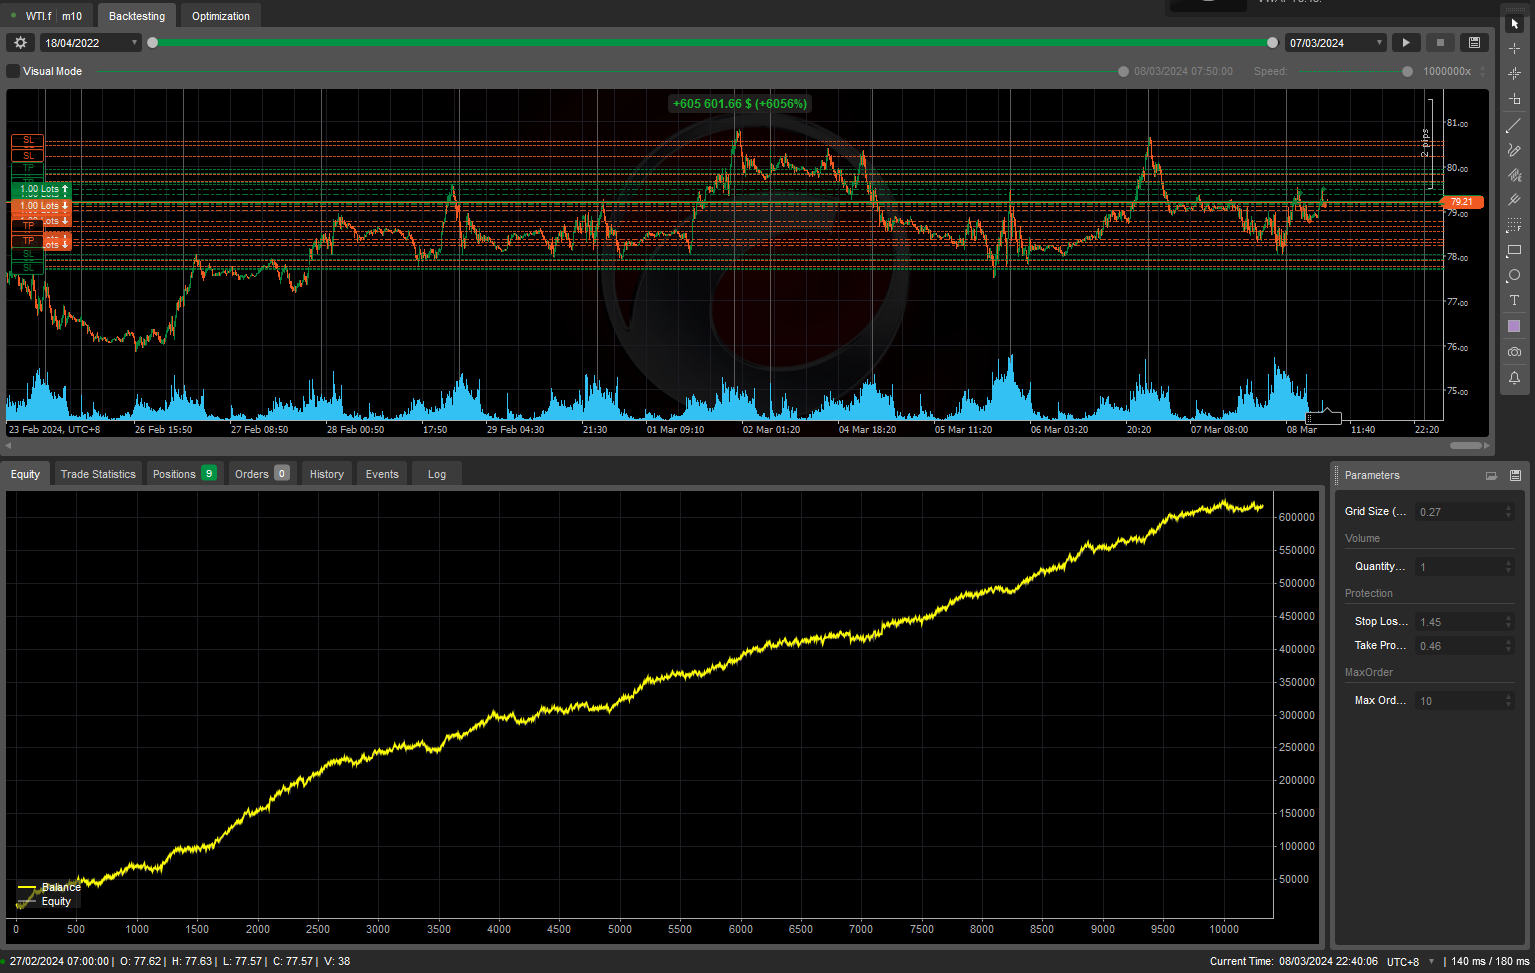 WTI.f m10 Backtesting Optimization
18/04/2022 07/03/2024
Visual Mode 08/03/2024 07:50:00 Speed: 1000000x
+605 601.66 $ (+6056%)
SL
SL
TP
1.00 Lots
1.00 Lots
TP
TP
Lots
SL
SL
2 pips
81.00
80.00
79.21
79.00
78.00
77.00
76.00
75.00
23 Feb 2024, UTC+8 26 Feb 15:50 27 Feb 08:50 28 Feb 00:50 17:50 29 Feb 04:30 21:30 01 Mar 09:10 02 Mar 01:20 04 Mar 18:20 05 Mar 11:20 06 Mar 03:20 20:20 07 Mar 08:00 08 Mar 11:40 22:20
Equity Trade Statistics Positions 9 Orders 0 History Events Log
600000
550000
500000
450000
400000
350000
300000
250000
200000
150000
100000
50000
Balance
Equity
0 500 1000 1500 2000 2500 3000 3500 4000 4500 5000 5500 6000 6500 7000 7500 8000 8500 9000 9500 10000
Parameters
Grid Size (... 0.27
Volume
Quantity... 1
Protection
Stop Los... 1.45
Take Pro... 0.46
MaxOrder
Max Ord... 10
27/02/2024 07:00:00 | O: 77.62 | H: 77.63 | L: 77.57 | C: 77.57 | V: 38
Current Time: 08/03/2024 22:40:06 UTC+8 | 140 ms / 180 ms